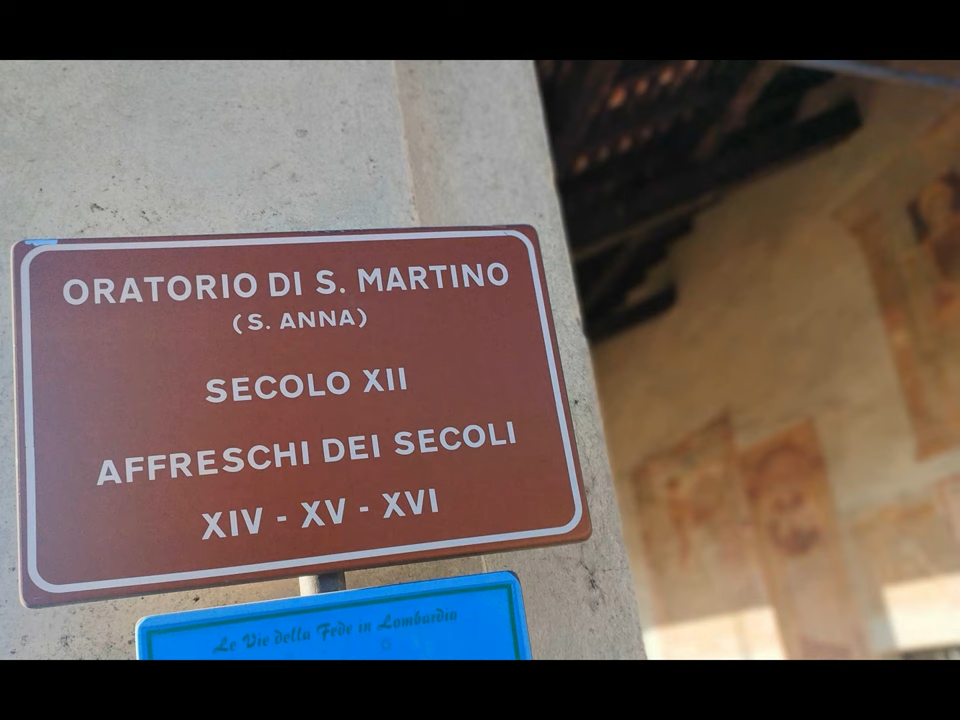 ORATORIO DI S. MARTINO
(S. ANNA)
SECOLO XII
AFFRESCHI DEI SECOLI
XIV - XV - XVI
Le Vie della Fede in Lombardia